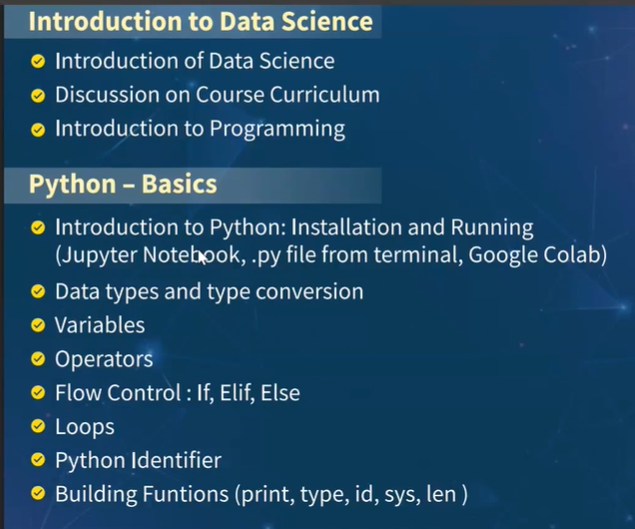 Introduction to Data Science
Introduction of Data Science
Discussion on Course Curriculum
Introduction to Programming
Python – Basics
Introduction to Python: Installation and Running
(Jupyter Notebook, .py file from terminal, Google Colab)
Data types and type conversion
Variables
Operators
Flow Control : If, Elif, Else
Loops
Python Identifier
Building Funtions (print, type, id, sys, len )